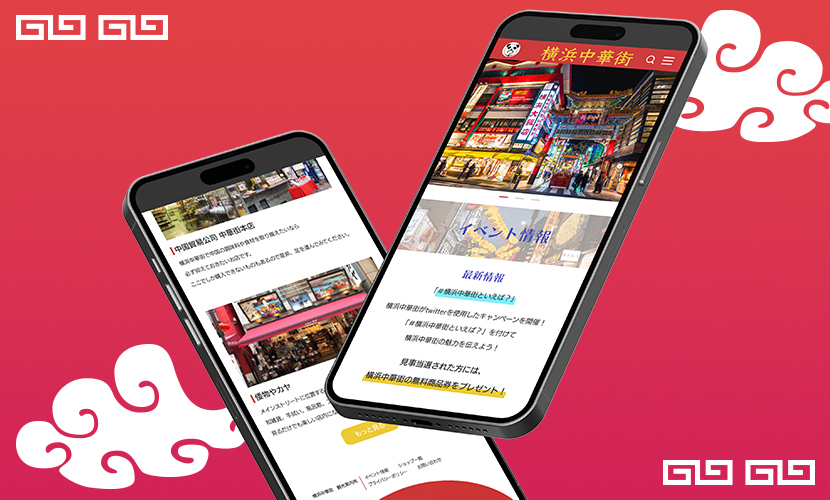 横浜中華街
横浜大飯店
イベント情報
最新情報
「#横浜中華街といえば？」
横浜中華街がtwitterを使用したキャンペーンを開催！
「#横浜中華街といえば？」を付けて
横浜中華街の魅力を伝えよう！
見事当選された方には、
横浜中華街の無料商品券をプレゼント！
中国貿易公司 中華街本店
横浜中華街で中国の調味料や食材を取り揃えたいなら
必ず抑えておきたいお店です。
ここでしか購入できないものもあるので是非、足を運んでみてください。
倭物やカヤ
メインストリートに位置する
和雑貨、手拭い、風呂敷、
見るだけでも楽しい店内にな
もっと見る
横浜中華街 観光案内所
イベント情報 ショップ一覧
プライバシーポリシー お問い合わせ